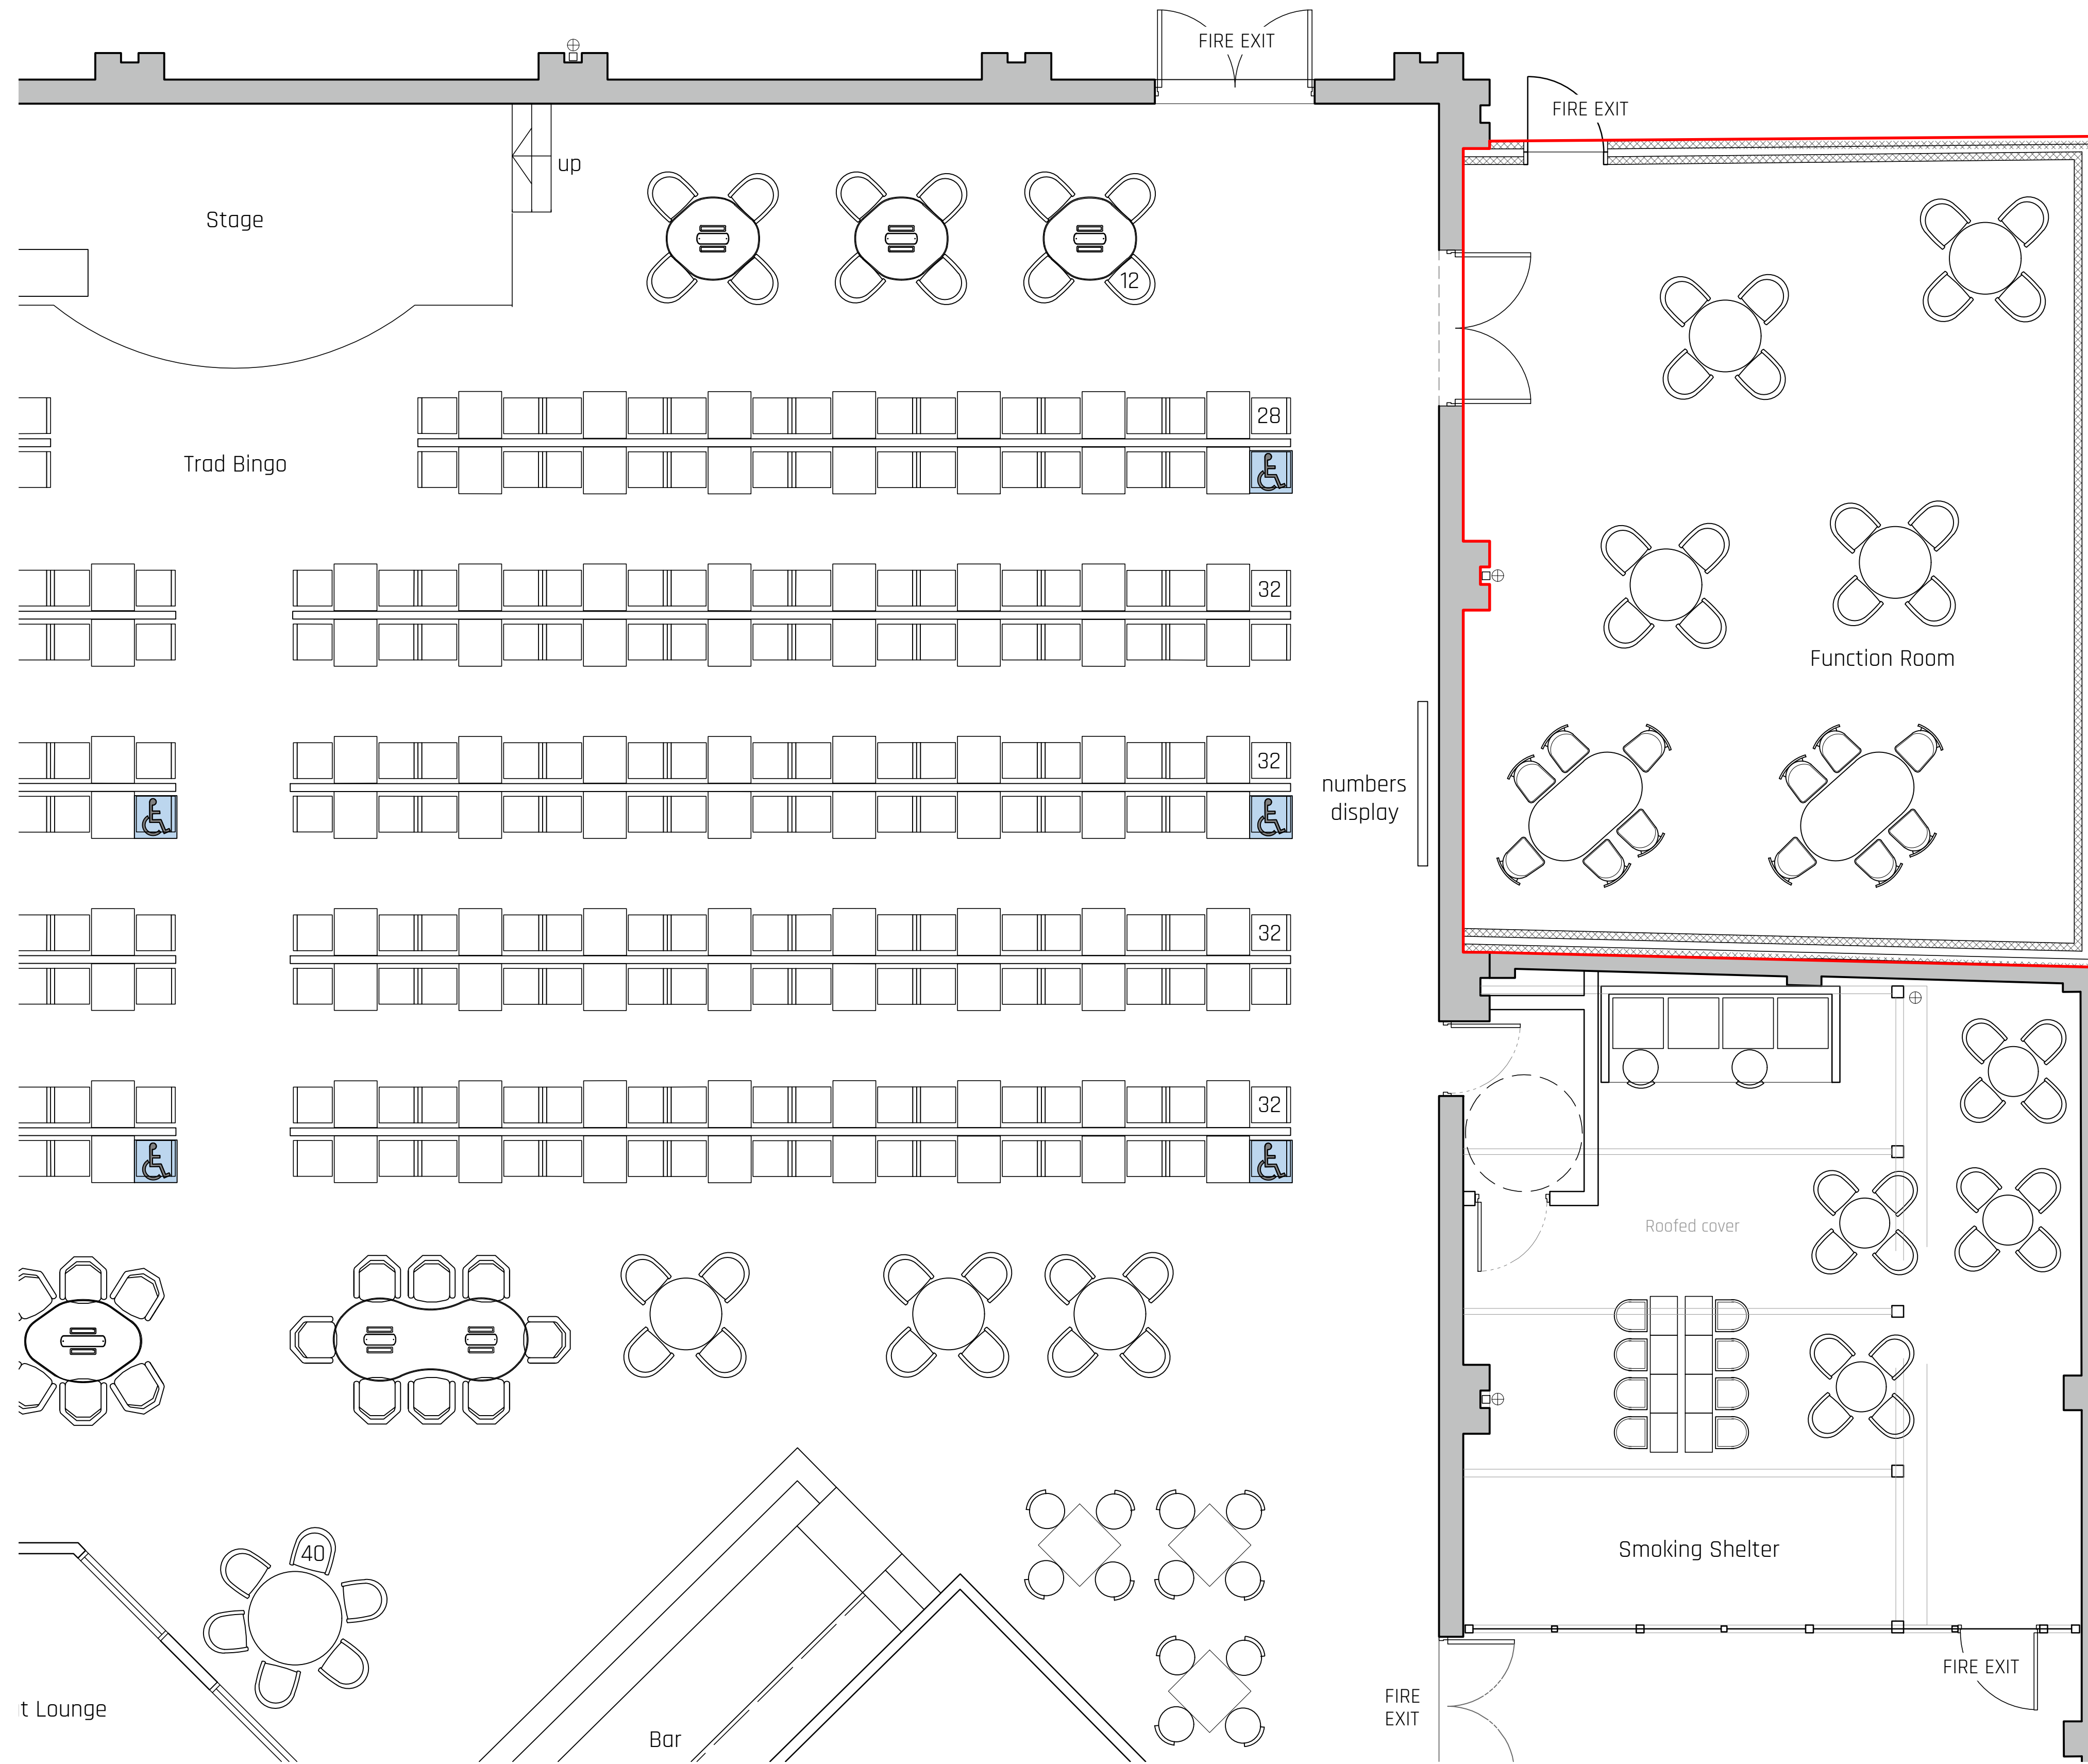 FIRE EXIT
FIRE EXIT
up
Stage
12
28
Trad Bingo
32
Function Room
32
numbers
display
32
32
Roofed cover
40
Smoking Shelter
FIRE EXIT
FIRE
EXIT
t Lounge
Bar